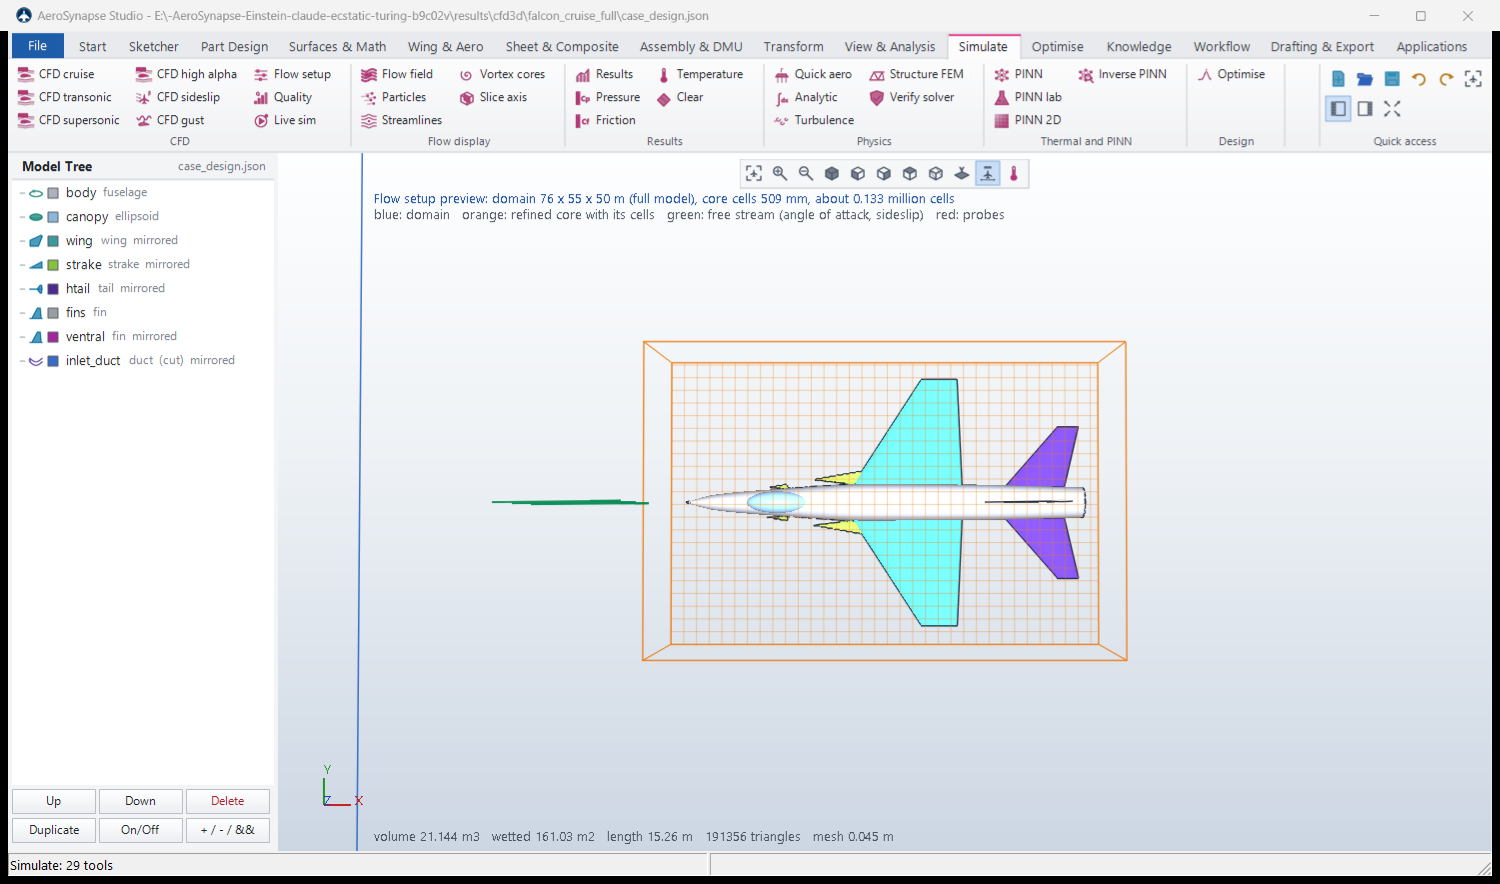 AeroSynapse Studio - E:\-AeroSynapse-Einstein-claude-ecstatic-turing-b9c02v\results\cfd3d\falcon_cruise_full\case_design.json
File Start Sketcher Part Design Surfaces & Math Wing & Aero Sheet & Composite Assembly & DMU Transform View & Analysis Simulate Optimise Knowledge Workflow Drafting & Export Applications
CFD cruise CFD high alpha Flow setup Flow field Vortex cores Results Temperature Quick aero Structure FEM PINN Inverse PINN Optimise
CFD transonic CFD sideslip Quality Particles Slice axis Pressure Clear Analytic Verify solver PINN lab
CFD supersonic CFD gust Live sim Streamlines Friction Turbulence PINN 2D
CFD Flow display Results Physics Thermal and PINN Design Quick access
Model Tree case_design.json
body fuselage
canopy ellipsoid
wing wing mirrored
strake strake mirrored
htail tail mirrored
fins fin
ventral fin mirrored
inlet_duct duct (cut) mirrored
Flow setup preview: domain 76 x 55 x 50 m (full model), core cells 509 mm, about 0.133 million cells
blue: domain orange: refined core with its cells green: free stream (angle of attack, sideslip) red: probes
Y
Z X
volume 21.144 m3 wetted 161.03 m2 length 15.26 m 191356 triangles mesh 0.045 m
Up Down Delete
Duplicate On/Off + / - / &&
Simulate: 29 tools